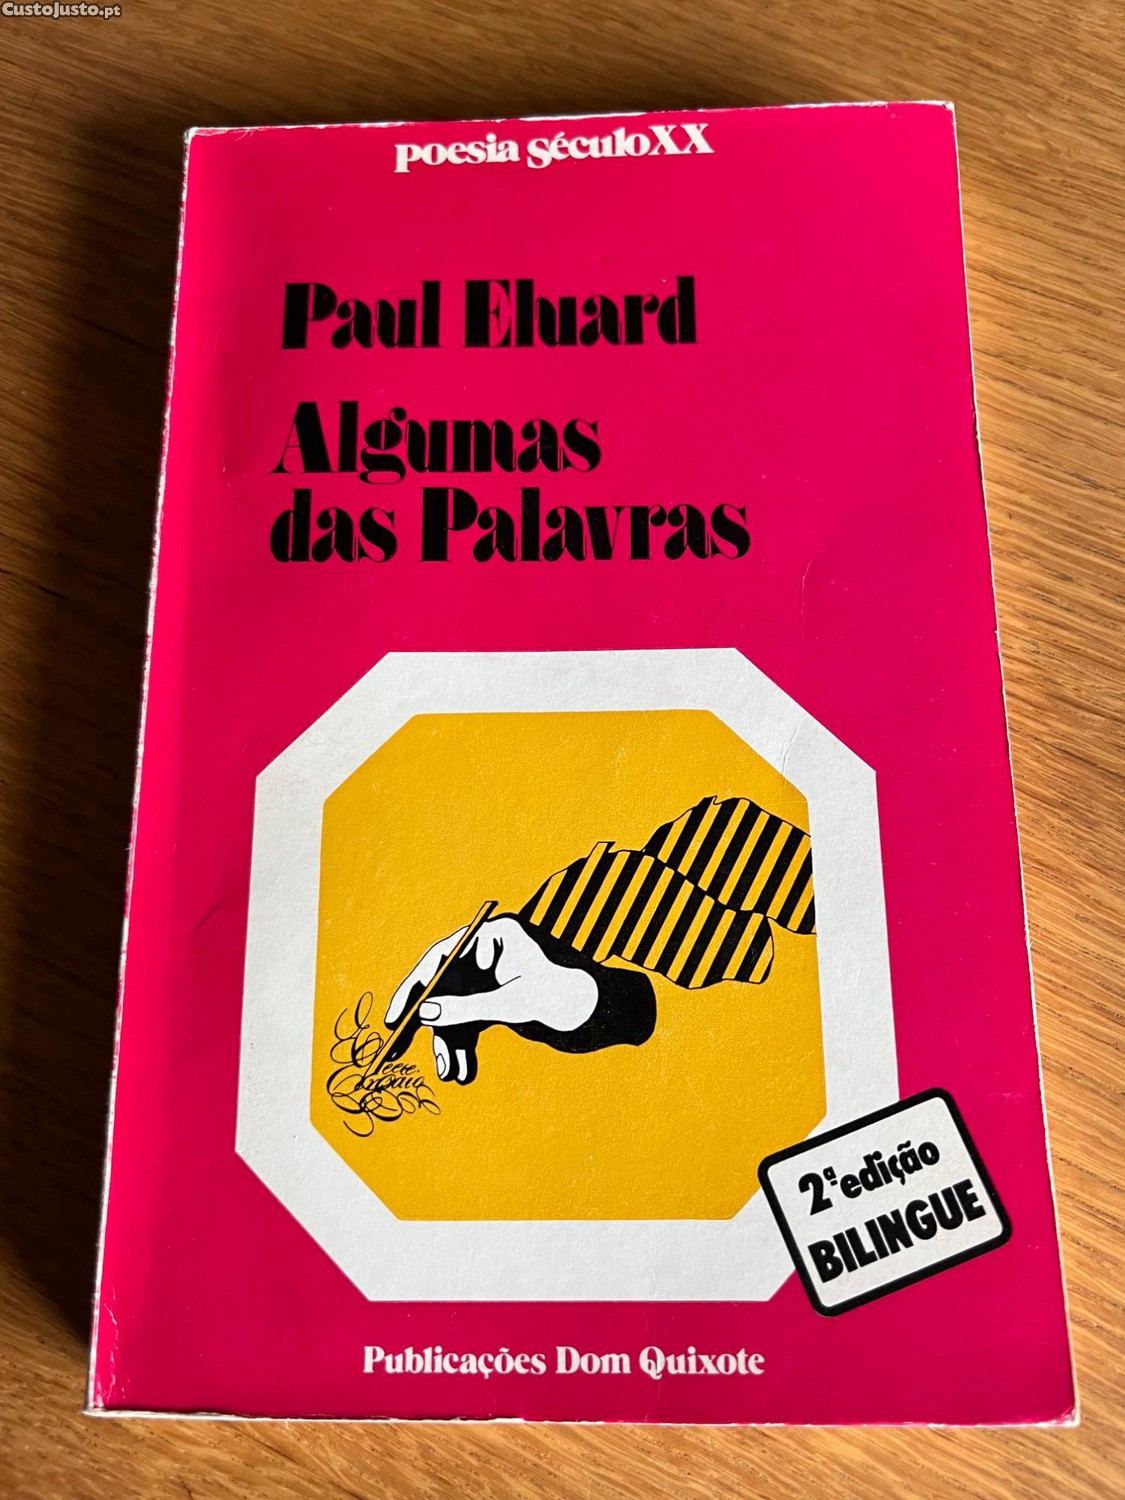 CustoJusto.pt
poesia séculoXX
Paul Eluard
Algumas
das Palavras
2ª edição
BILINGUE
Publicações Dom Quixote